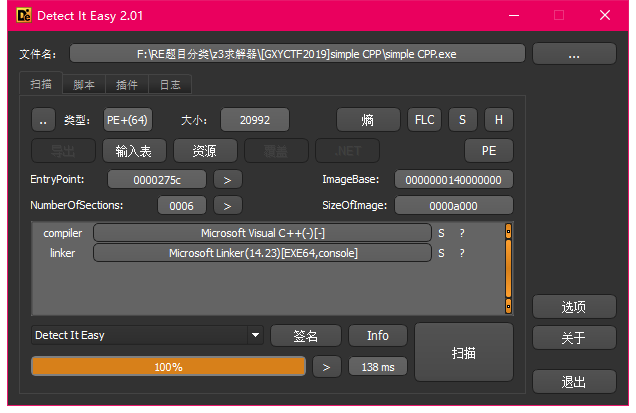 Detect It Easy 2.01
文件名: F:\RE题目分类\z3求解器\[GXYCTF2019]simple CPP\simple CPP.exe ...
扫描 脚本 插件 日志
.. 类型: PE+(64) 大小: 20992 熵 FLC S H
导出 输入表 资源 覆盖 .NET PE
EntryPoint: 0000275c > ImageBase: 0000000140000000
NumberOfSections: 0006 > SizeOfImage: 0000a000
compiler Microsoft Visual C++(-)[-] S ?
linker Microsoft Linker(14.23)[EXE64,console] S ?
选项
Detect It Easy 签名 Info 扫描 关于
100% > 138 ms
退出